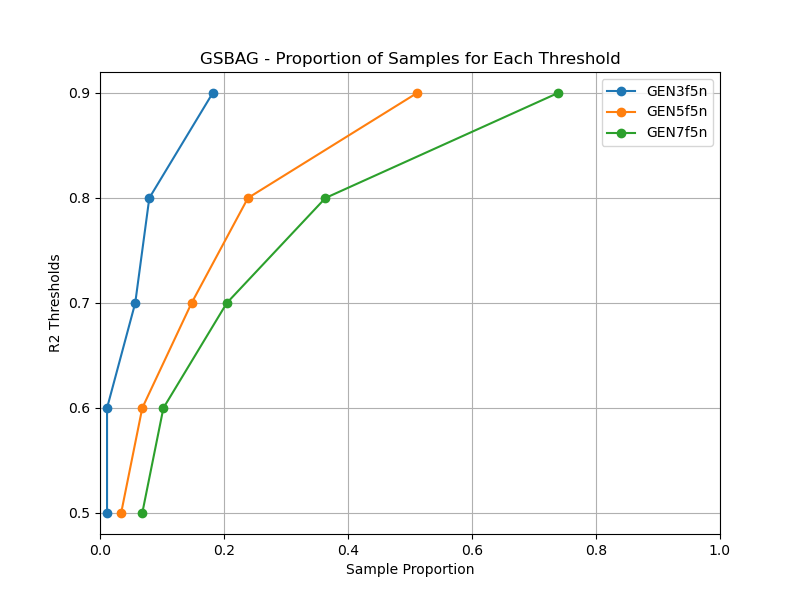 GSBAG - Proportion of Samples for Each Threshold
GEN3f5n
GEN5f5n
GEN7f5n
R2 Thresholds
0.9
0.8
0.7
0.6
0.5
0.0 0.2 0.4 0.6 0.8 1.0
Sample Proportion